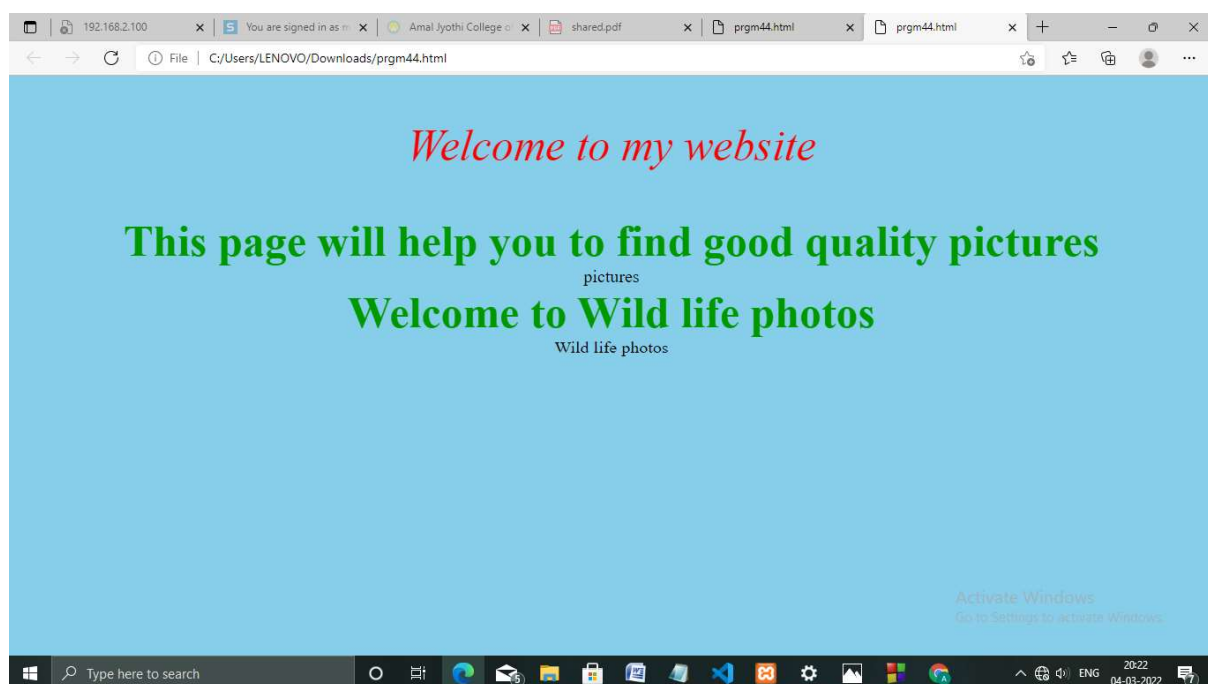 192.168.2.100
You are signed in as m
Amal Jyothi College o
shared.pdf
prgm44.html
prgm44.html
File | C:/Users/LENOVO/Downloads/prgm44.html
Welcome to my website
This page will help you to find good quality pictures
pictures
Welcome to Wild life photos
Wild life photos
Activate Windows
Go to Settings to activate Windows.
Type here to search
5
ENG
20:22
04-03-2022
7